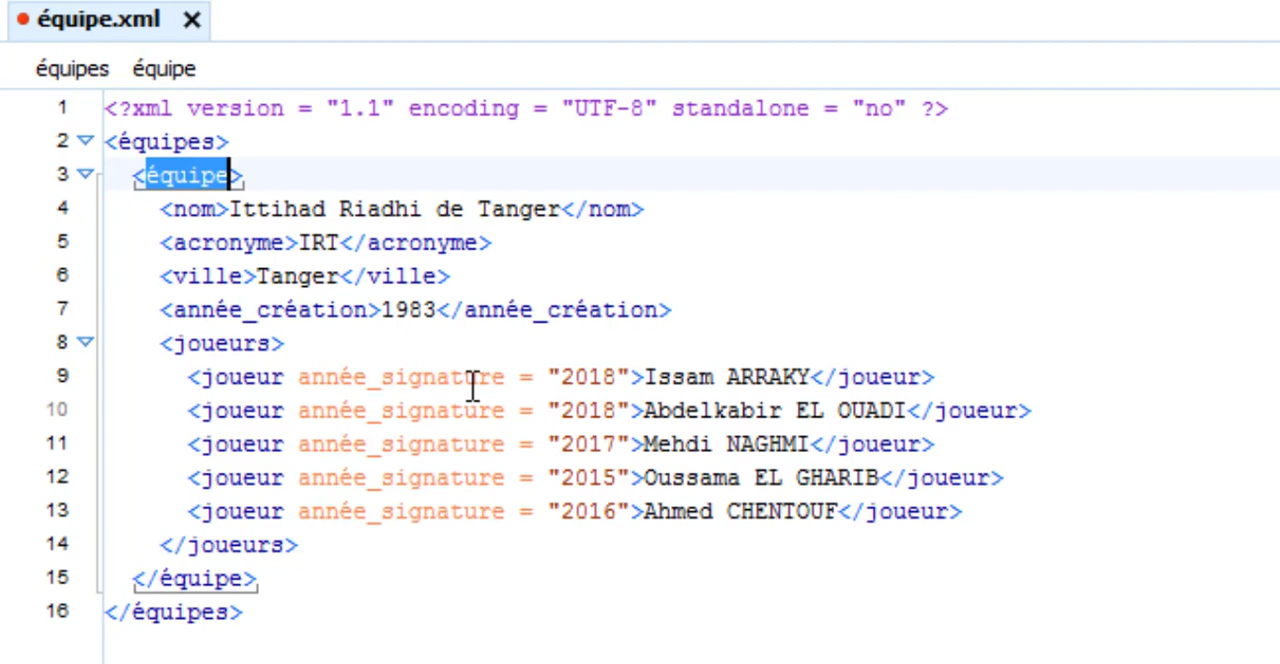 équipe.xml
équipes équipe
1 <?xml version = "1.1" encoding = "UTF-8" standalone = "no" ?>
2 <équipes>
3 <équipe>
4 <nom>Ittihad Riadhi de Tanger</nom>
5 <acronyme>IRT</acronyme>
6 <ville>Tanger</ville>
7 <année_création>1983</année_création>
8 <joueurs>
9 <joueur année_signature = "2018">Issam ARRAKY</joueur>
10 <joueur année_signature = "2018">Abdelkabir EL OUADI</joueur>
11 <joueur année_signature = "2017">Mehdi NAGHMI</joueur>
12 <joueur année_signature = "2015">Oussama EL GHARIB</joueur>
13 <joueur année_signature = "2016">Ahmed CHENTOUF</joueur>
14 </joueurs>
15 </équipe>
16 </équipes>